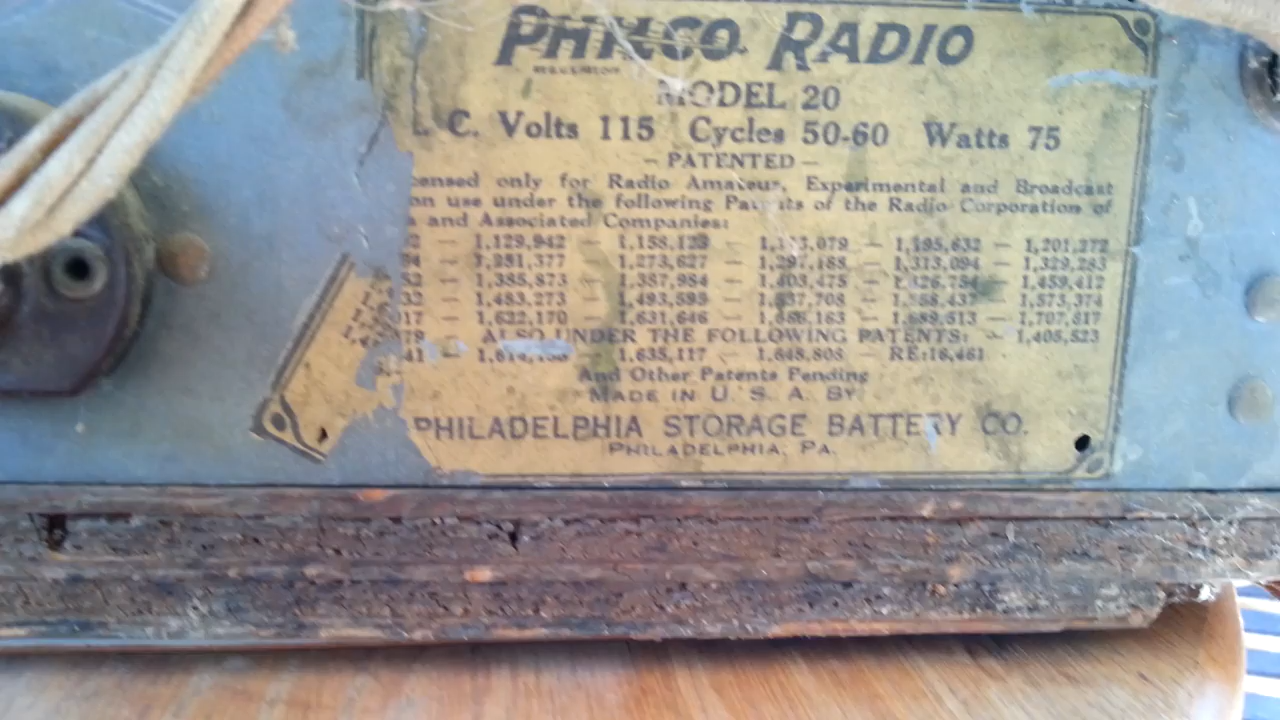 PHILCO RADIO
MODEL 20
C. Volts 115 Cycles 50-60 Watts 75
— PATENTED —
censed only for Radio Amateur, Experimental and Broadcast
on use under the following Patents of the Radio Corporation of
and Associated Companies:
— 1,129,942 — 1,158,123 — — 1,195,632 — 1,201,272
— 1,251,377 — 1,273,627 — — 1,313,094 — 1,329,283
— 1,385,873 — 1,387,984 — 1,403,475 — — 1,459,412
— 1,483,273 — 1,493,595 — — — 1,573,374
17 — 1,622,170 — 1,631,646 — — — 1,707,617
79 — ALSO UNDER THE FOLLOWING PATENTS: — 1,405,523
41 — — 1,635,117 — 1,648,808 RE:16,461
And Other Patents Pending
MADE IN U. S. A. BY
PHILADELPHIA STORAGE BATTERY CO.
PHILADELPHIA, PA.